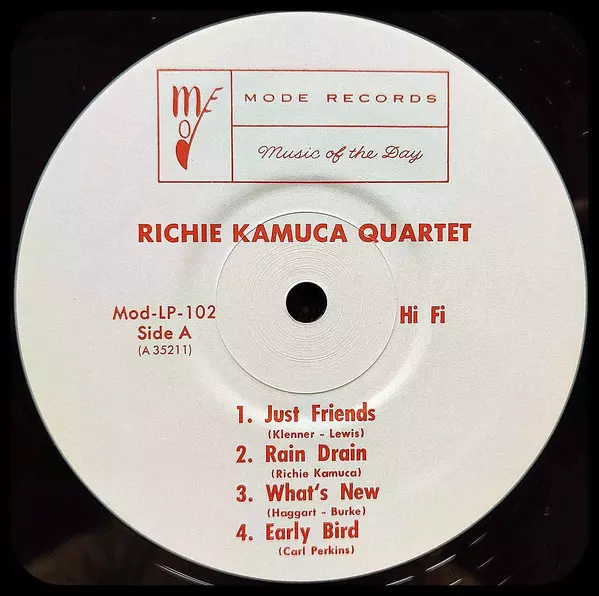 MODE
MODE RECORDS
Music of the Day
RICHIE KAMUCA QUARTET
Mod-LP-102
Side A
(A 35211)
Hi Fi
1. Just Friends
(Klenner - Lewis)
2. Rain Drain
(Richie Kamuca)
3. What's New
(Haggart - Burke)
4. Early Bird
(Carl Perkins)